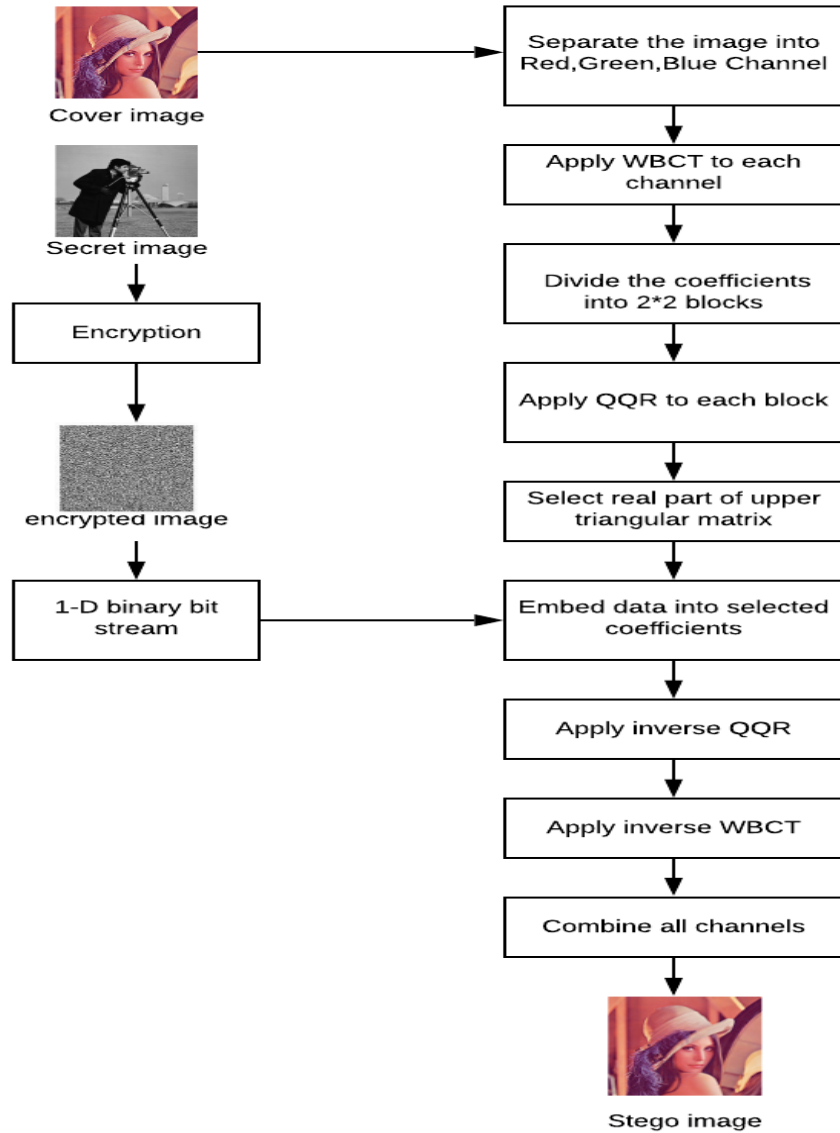 Cover image
Secret image
Encryption
encrypted image
1-D binary bit
stream
Separate the image into
Red,Green,Blue Channel
Apply WBCT to each
channel
Divide the coefficients
into 2*2 blocks
Apply QQR to each block
Select real part of upper
triangular matrix
Embed data into selected
coefficients
Apply inverse QQR
Apply inverse WBCT
Combine all channels
Stego image